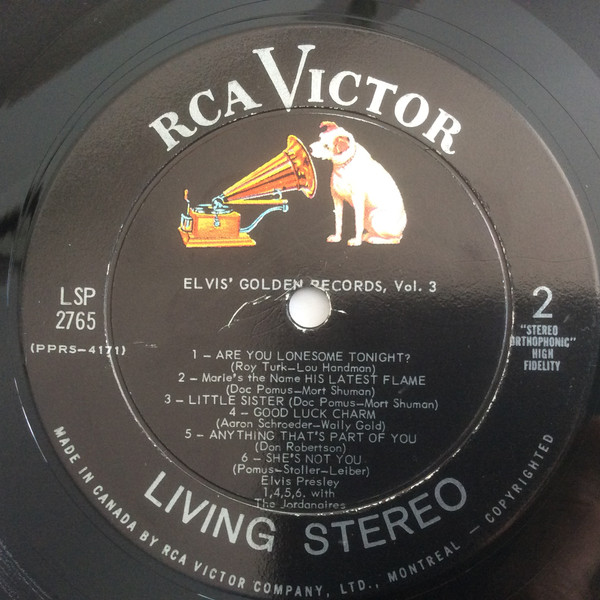 RCA VICTOR
ELVIS' GOLDEN RECORDS, Vol. 3
LSP
2765
(PPRS-4171)
2
"STEREO
ORTHOPHONIC"
HIGH
FIDELITY
1 – ARE YOU LONESOME TONIGHT?
(Roy Turk–Lou Handman)
2 – Marie's the Name HIS LATEST FLAME
(Doc Pomus–Mort Shuman)
3 – LITTLE SISTER (Doc Pomus–Mort Shuman)
4 – GOOD LUCK CHARM
(Aaron Schroeder–Wally Gold)
5 – ANYTHING THAT'S PART OF YOU
(Don Robertson)
6 – SHE'S NOT YOU
(Pomus–Stoller–Leiber)
Elvis Presley
1,4,5,6. with
The Jordanaires
LIVING STEREO
MADE IN CANADA BY RCA VICTOR COMPANY, LTD., MONTREAL – COPYRIGHTED